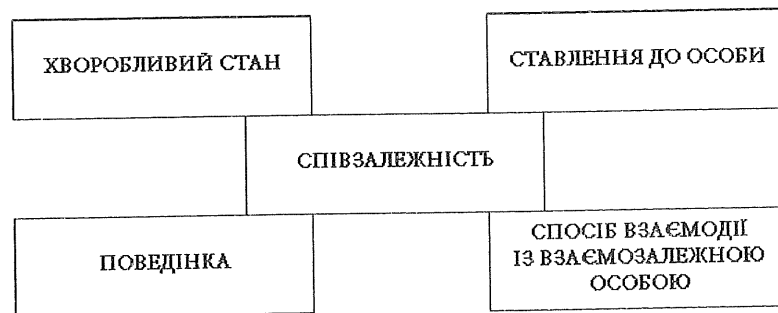 ХВОРОБЛИВИЙ СТАН
СТАВЛЕННЯ ДО ОСОБИ
СПІВЗАЛЕЖНІСТЬ
ПОВЕДІНКА
СПОСІБ ВЗАЄМОДІЇ
ІЗ ВЗАЄМОЗАЛЕЖНОЮ
ОСОБОЮ